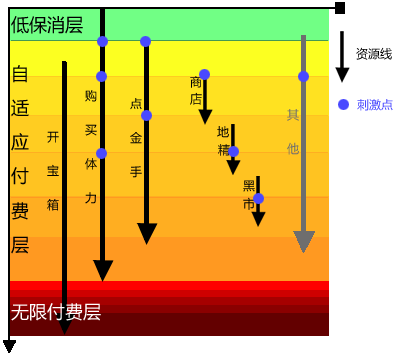 低保消层
自适应付费层
开宝箱
购买体力
点金手
商店
地精
黑市
其他
无限付费层
资源线
刺激点